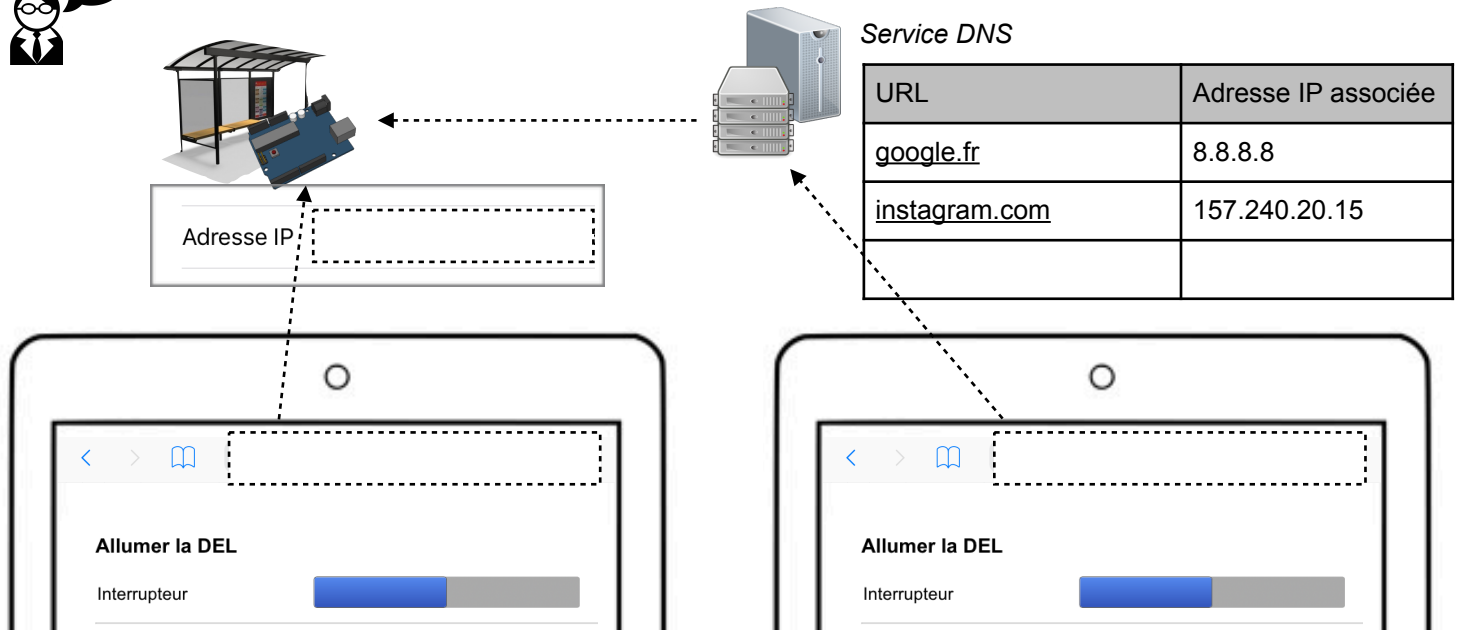 Service DNS
URL Adresse IP associée
google.fr 8.8.8.8
instagram.com 157.240.20.15
Adresse IP
Allumer la DEL
Interrupteur
Allumer la DEL
Interrupteur